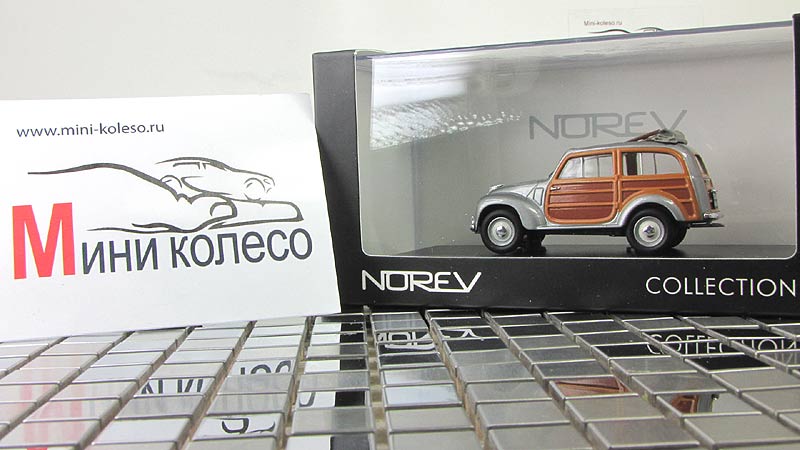 www.mini-koleso.ru
Мини колесо
Mini-koleso.ru
NOREV
NOREV
COLLECTION